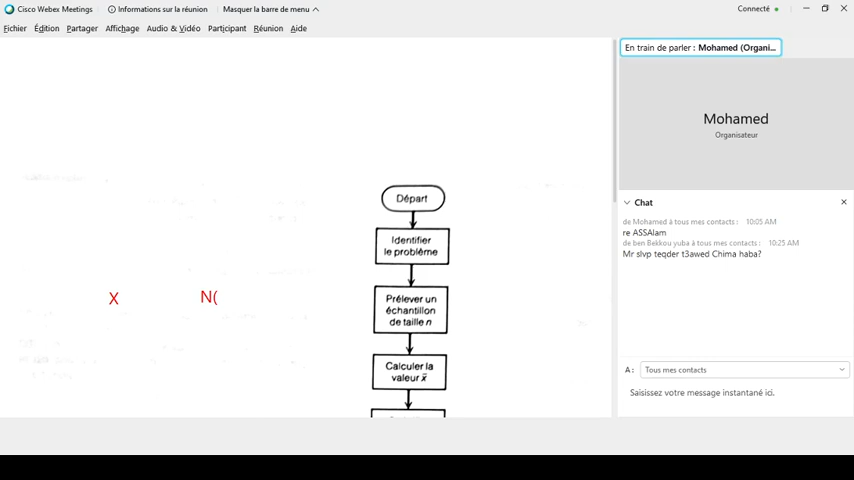 Cisco Webex Meetings
Informations sur la réunion
Masquer la barre de menu
Connecté
Fichier Édition Partager Affichage Audio & Vidéo Participant Réunion Aide
En train de parler : Mohamed (Organi...
Mohamed
Organisateur
Départ
Identifier
le problème
Prélever un
échantillon
de taille n
Calculer la
valeur x̄
X N(
Chat
de Mohamed à tous mes contacts : 10:05 AM
re ASSAlam
de ben Bekkou yuba à tous mes contacts : 10:25 AM
Mr slvp teqder t3awed Chima haba?
A : Tous mes contacts
Saisissez votre message instantané ici.